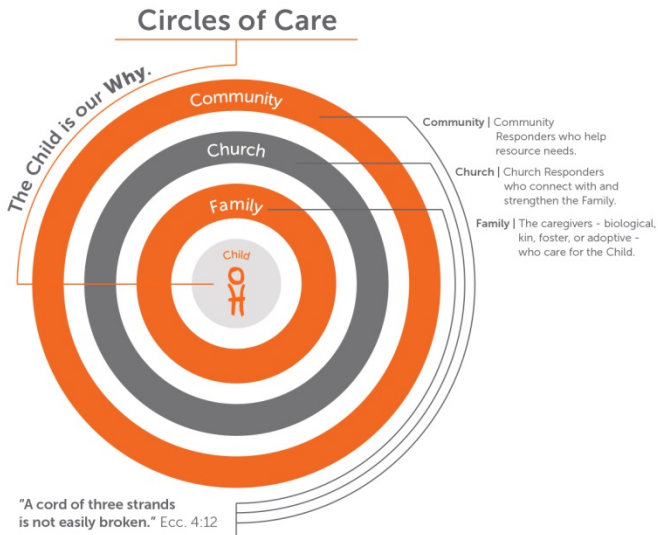 Circles of Care
The Child is our Why.
Community
Church
Family
Child
Community | Community
Responders who help
resource needs.
Church | Church Responders
who connect with and
strengthen the Family.
Family | The caregivers - biological,
kin, foster, or adoptive -
who care for the Child.
"A cord of three strands
is not easily broken." Ecc. 4:12